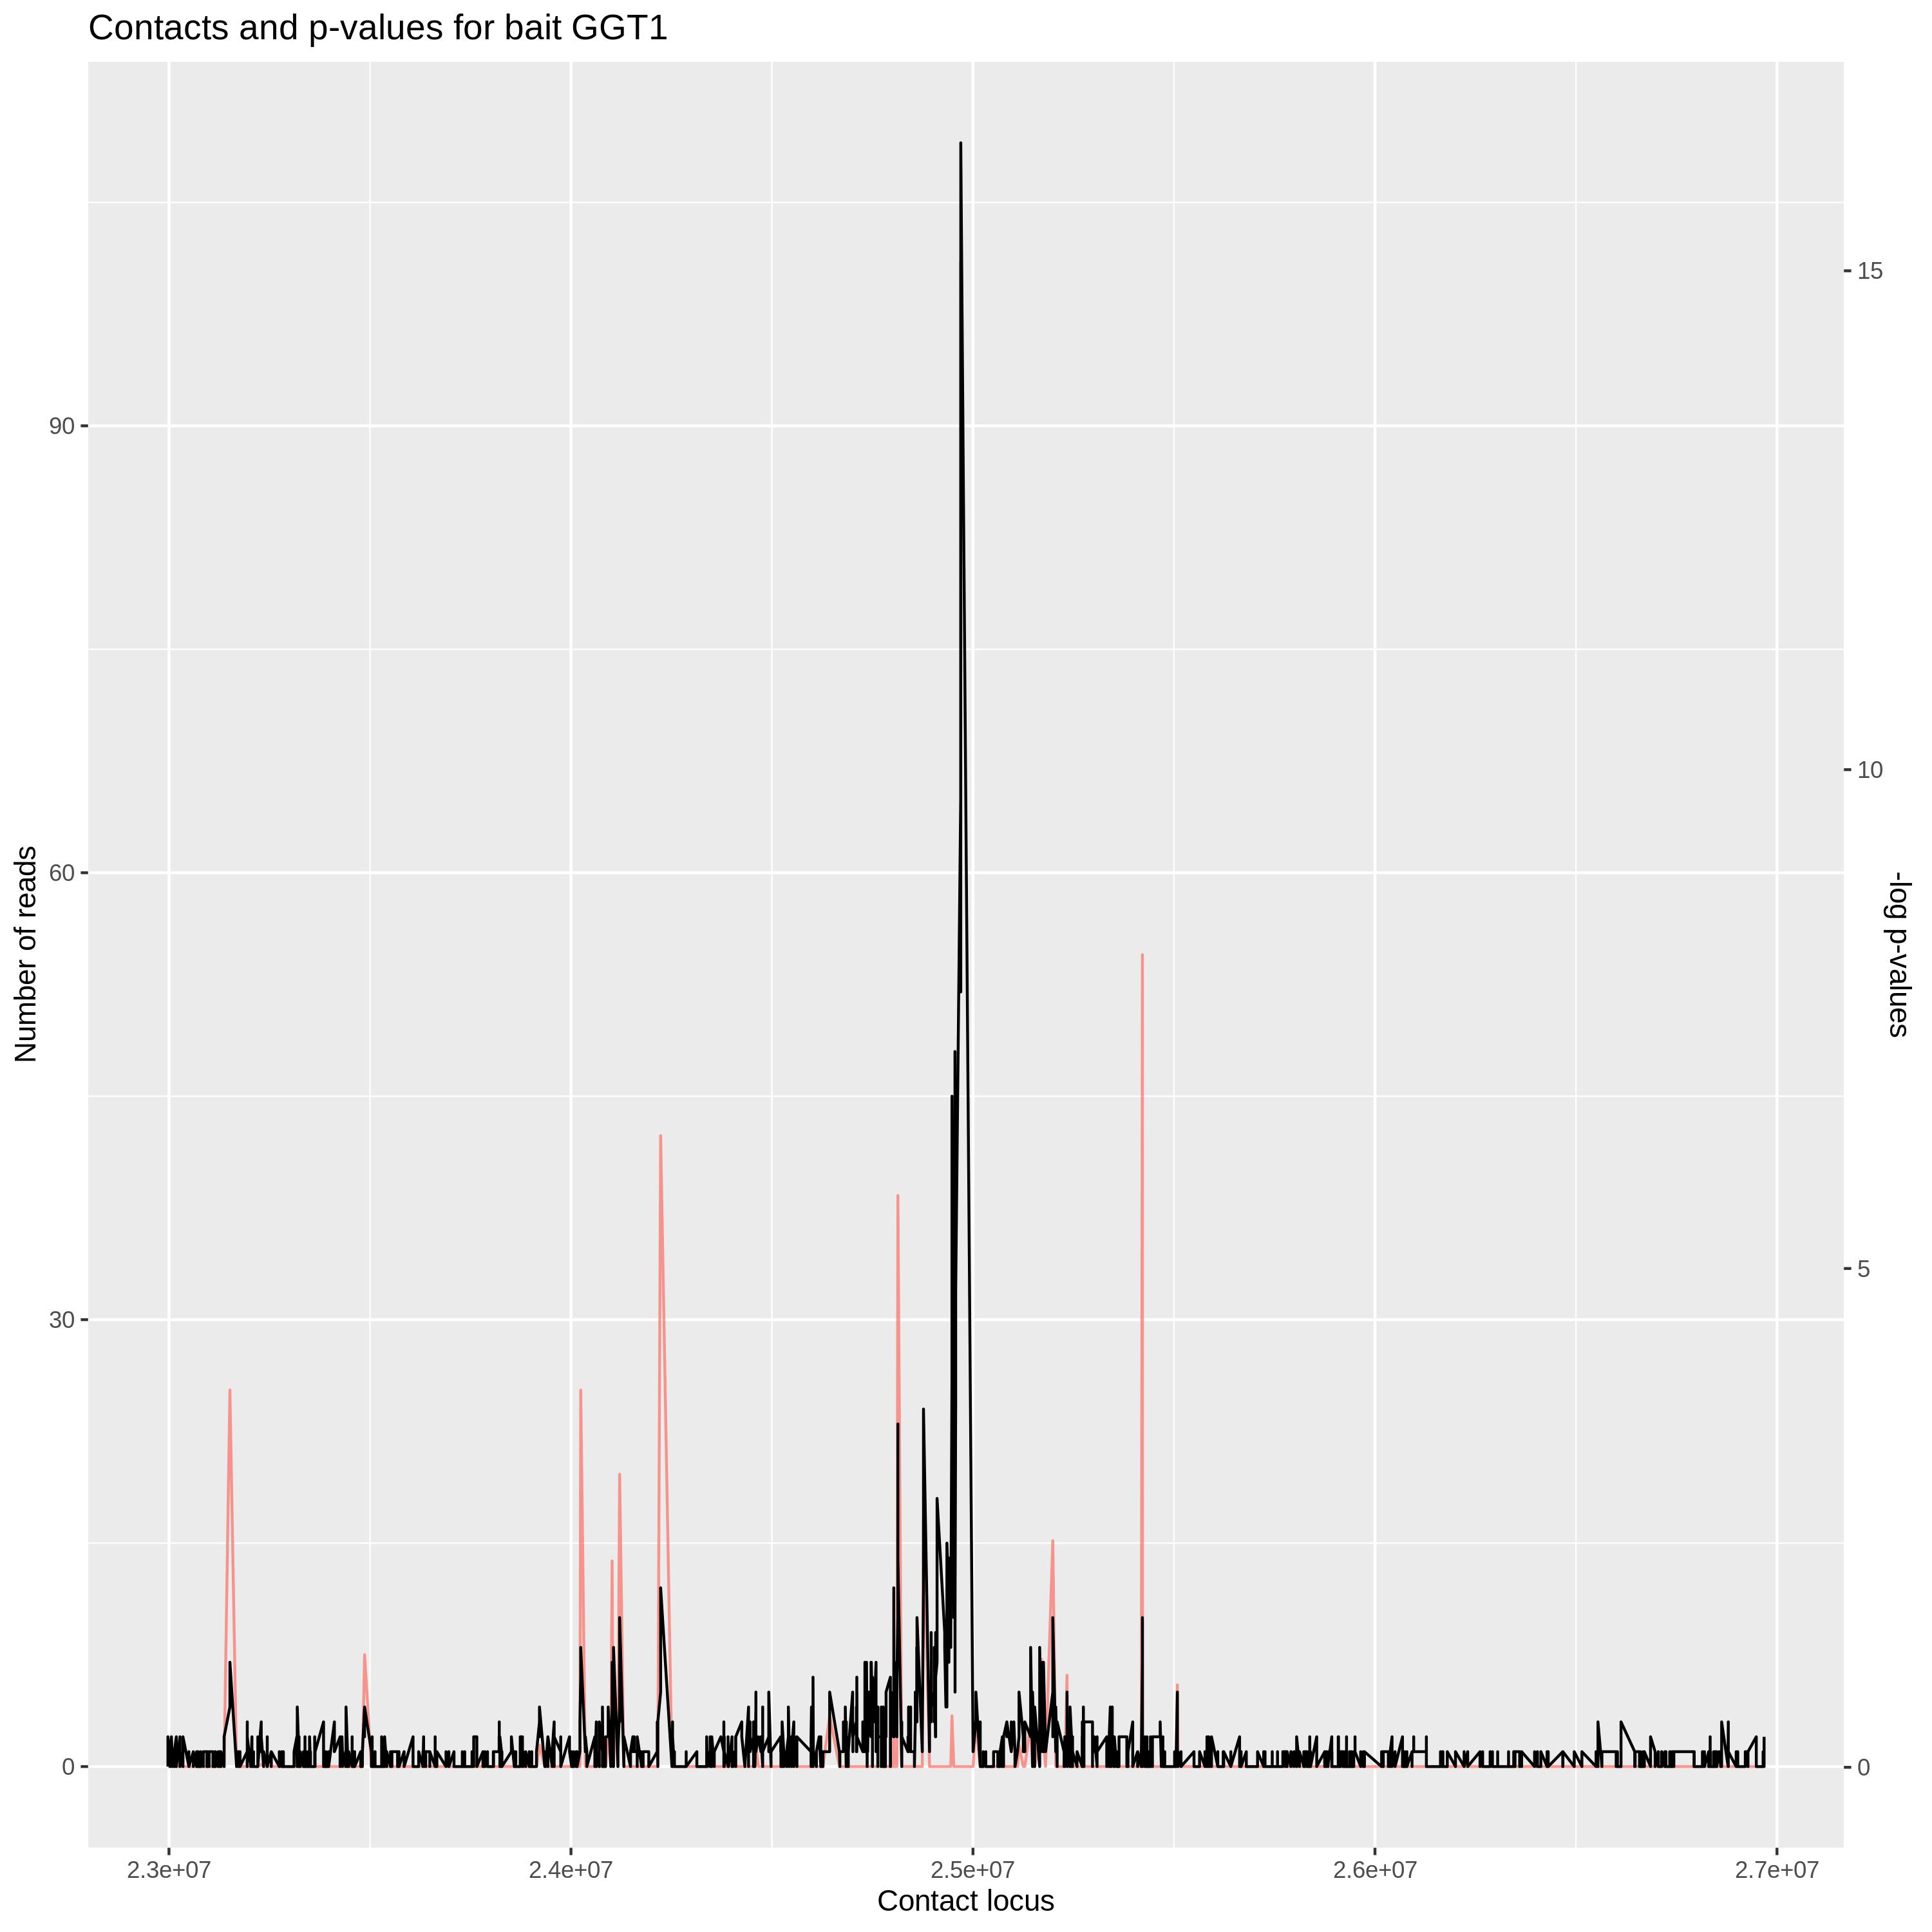 Contacts and p-values for bait GGT1
Number of reads
90
60
30
0
15
10
5
0
-log p-values
2.3e+07 2.4e+07 2.5e+07 2.6e+07 2.7e+07
Contact locus